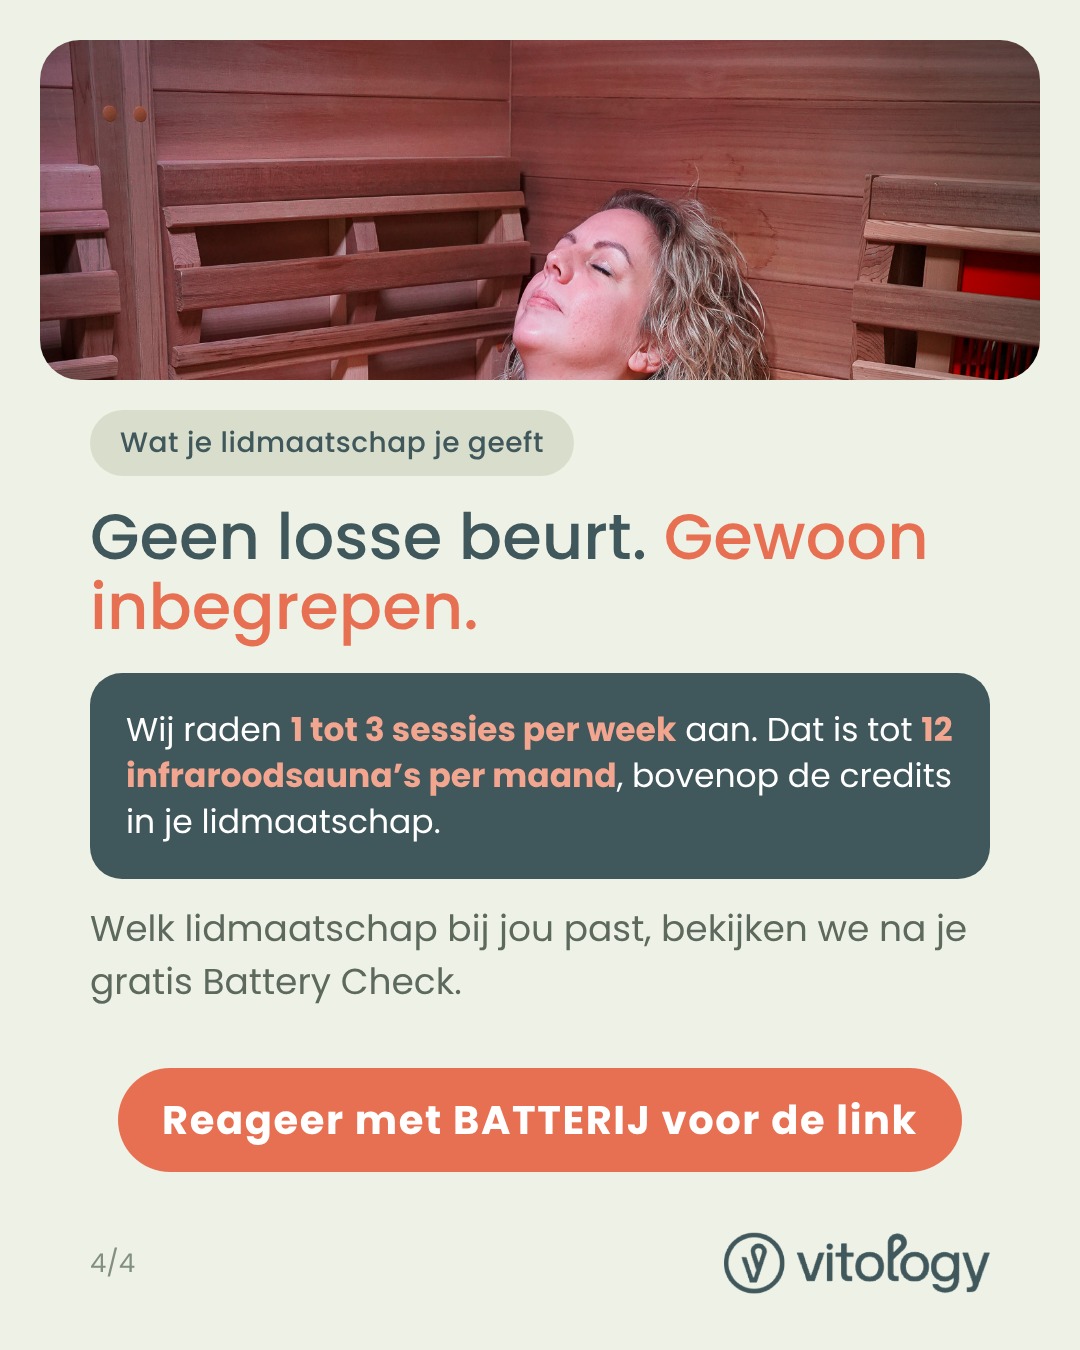 Wat je lidmaatschap je geeft
Geen losse beurt. Gewoon
inbegrepen.
Wij raden 1 tot 3 sessies per week aan. Dat is tot 12
infraroodsauna’s per maand, bovenop de credits
in je lidmaatschap.
Welk lidmaatschap bij jou past, bekijken we na je
gratis Battery Check.
Reageer met BATTERIJ voor de link
4/4
vitology